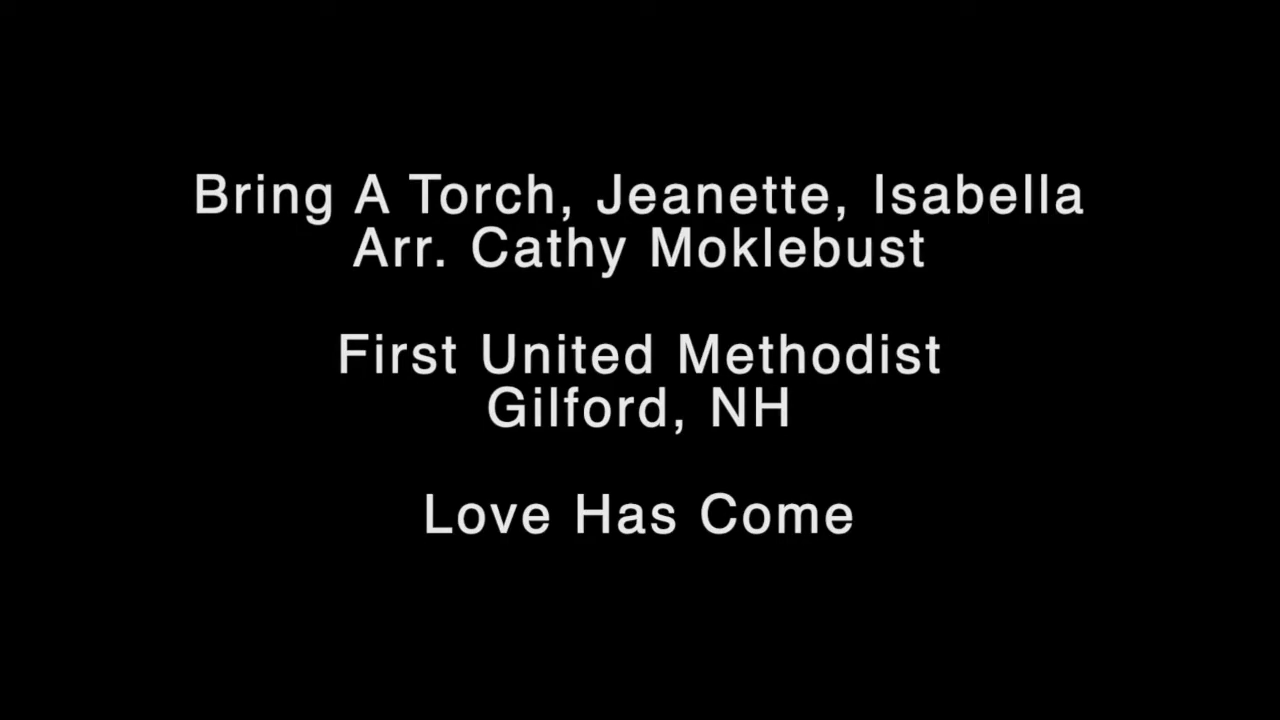 Bring A Torch, Jeanette, Isabella
Arr. Cathy Moklebust
First United Methodist
Gilford, NH
Love Has Come